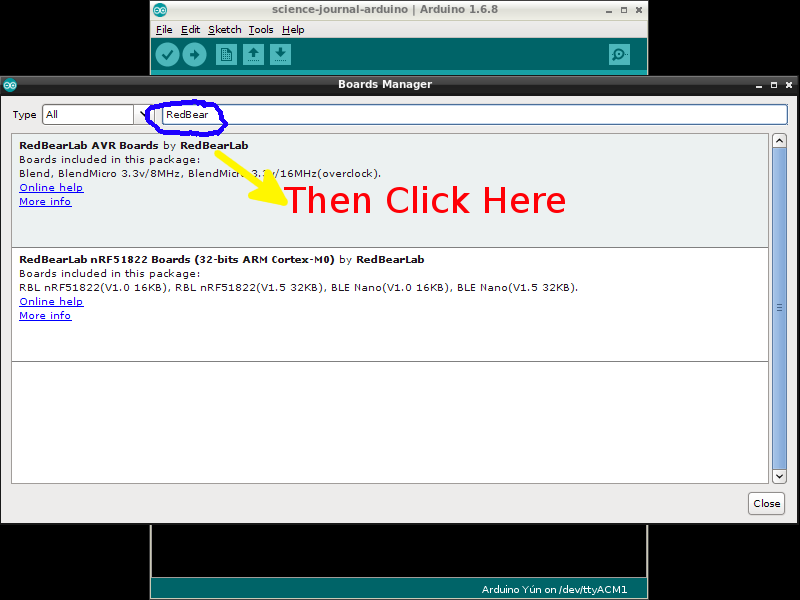 science-journal-arduino | Arduino 1.6.8
File Edit Sketch Tools Help
Boards Manager
Type All RedBear
RedBearLab AVR Boards by RedBearLab
Boards included in this package:
Blend, BlendMicro 3.3v/8MHz, BlendMicro 3.3v/16MHz(overclock).
Online help
More info
Then Click Here
RedBearLab nRF51822 Boards (32-bits ARM Cortex-M0) by RedBearLab
Boards included in this package:
RBL nRF51822(V1.0 16KB), RBL nRF51822(V1.5 32KB), BLE Nano(V1.0 16KB), BLE Nano(V1.5 32KB).
Online help
More info
Close
Arduino Yún on /dev/ttyACM1